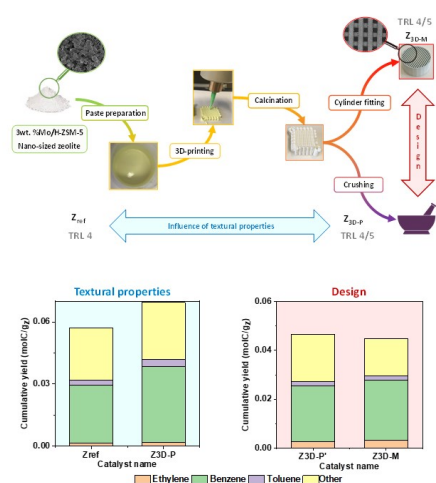 TRL 4/5
Z3D-M
3wt. %Mo/H-ZSM-5
Nano-sized zeolite
Paste preparation
3D-printing
Calcination
Cylinder fitting
Crushing
Design
Zref
TRL 4
Influence of textural properties
Z3D-P
TRL 4/5
Textural properties
Cumulative yield (molC/gZ)
0.06
0.03
0.00
Zref
Z3D-P
Catalyst name
Design
Cumulative yield (molC/gZ)
0.06
0.04
0.02
0.00
Z3D-P'
Z3D-M
Catalyst name
Ethylene Benzene Toluene Other